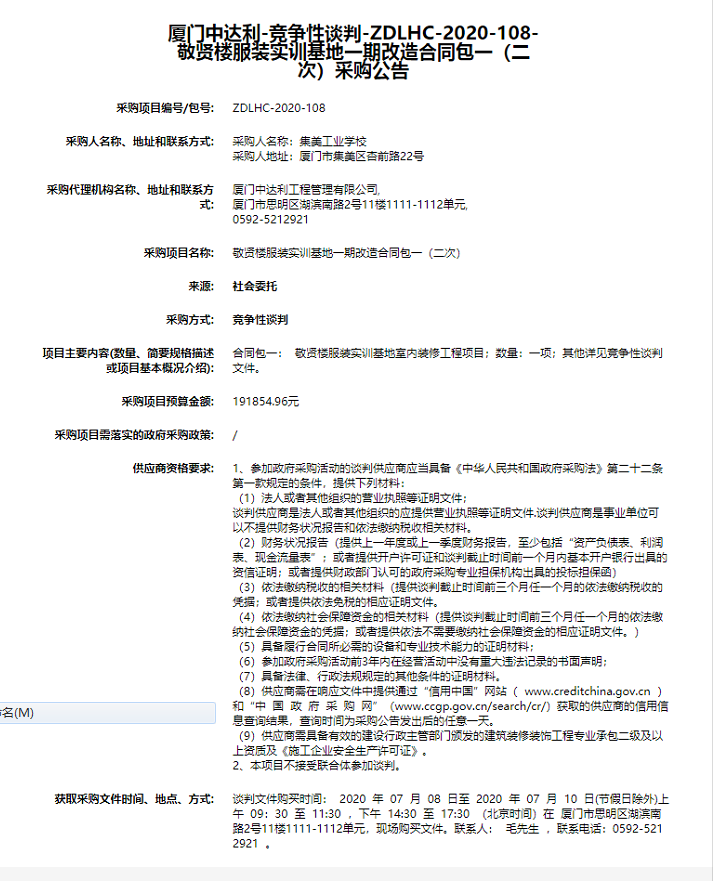 厦门中达利-竞争性谈判-ZDLHC-2020-108-
敬贤楼服装实训基地一期改造合同包一（二
次）采购公告
采购项目编号/包号: ZDLHC-2020-108
采购人名称、地址和联系方式: 采购人名称：集美工业学校
采购人地址：厦门市集美区杏前路22号
采购代理机构名称、地址和联系方 厦门中达利工程管理有限公司,
式: 厦门市思明区湖滨南路2号11楼1111-1112单元,
0592-5212921
采购项目名称: 敬贤楼服装实训基地一期改造合同包一（二次）
来源: 社会委托
采购方式: 竞争性谈判
项目主要内容(数量、简要规格描述 合同包一： 敬贤楼服装实训基地室内装修工程项目；数量：一项；其他详见竞争性谈判
或项目基本概况介绍): 文件。
采购项目预算金额: 191854.96元
采购项目需落实的政府采购政策: /
供应商资格要求: 1、参加政府采购活动的谈判供应商应当具备《中华人民共和国政府采购法》第二十二条
第一款规定的条件，提供下列材料：
（1）法人或者其他组织的营业执照等证明文件；
谈判供应商是法人或者其他组织的应提供营业执照等证明文件.谈判供应商是事业单位可
以不提供财务状况报告和依法缴纳税收相关材料。
（2）财务状况报告（提供上一年度或上一季度财务报告，至少包括“资产负债表、利润
表、现金流量表”；或者提供开户许可证和谈判截止时间前一个月内基本开户银行出具的
资信证明；或者提供财政部门认可的政府采购专业担保机构出具的投标担保函）
（3）依法缴纳税收的相关材料（提供谈判截止时间前三个月任一个月的依法缴纳税收的
凭据；或者提供依法免税的相应证明文件。
（4）依法缴纳社会保障资金的相关材料（提供谈判截止时间前三个月任一个月的依法缴
纳社会保障资金的凭据；或者提供依法不需要缴纳社会保障资金的相应证明文件。）
（5）具备履行合同所必需的设备和专业技术能力的证明材料；
（6）参加政府采购活动前3年内在经营活动中没有重大违法记录的书面声明；
（7）具备法律、行政法规规定的其他条件的证明材料。
（8）供应商需在响应文件中提供通过“信用中国”网站（ www.creditchina.gov.cn ）
和“中 国 政 府 采 购 网”（www.ccgp.gov.cn/search/cr/）获取的供应商的信用信
息查询结果，查询时间为采购公告发出后的任意一天。
（9）供应商需具备有效的建设行政主管部门颁发的建筑装修装饰工程专业承包二级及以
上资质及《施工企业安全生产许可证》。
2、本项目不接受联合体参加谈判。
名(M)
获取采购文件时间、地点、方式: 谈判文件购买时间： 2020 年 07 月 08 日至 2020 年 07 月 10 日(节假日除外)上
午 09：30 至 11:30 ，下午 14:30 至 17:30 （北京时间）在 厦门市思明区湖滨南
路2号11楼1111-1112单元，现场购买文件。联系人： 毛先生 ，联系电话：0592-521
2921 。